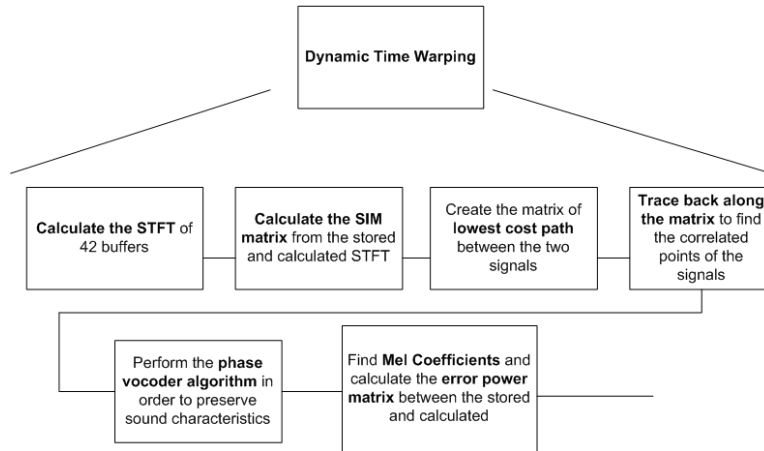 Dynamic Time Warping
Calculate the STFT of
42 buffers
Calculate the SIM
matrix from the stored
and calculated STFT
Create the matrix of
lowest cost path
between the two
signals
Trace back along
the matrix to find
the correlated
points of the
signals
Perform the phase
vocoder algorithm in
order to preserve
sound characteristics
Find Mel Coefficients and
calculate the error power
matrix between the stored
and calculated